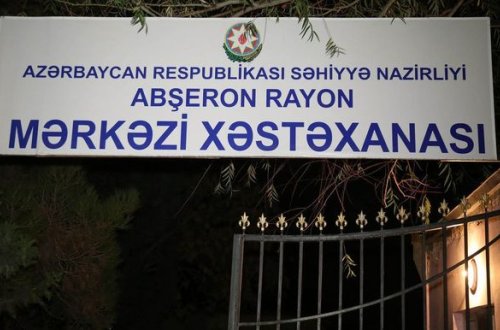 AZƏRBAYCAN RESPUBLİKASI SƏHİYYƏ NAZİRLİYİ
ABŞERON RAYON
MƏRKƏZİ XƏSTƏXANASI